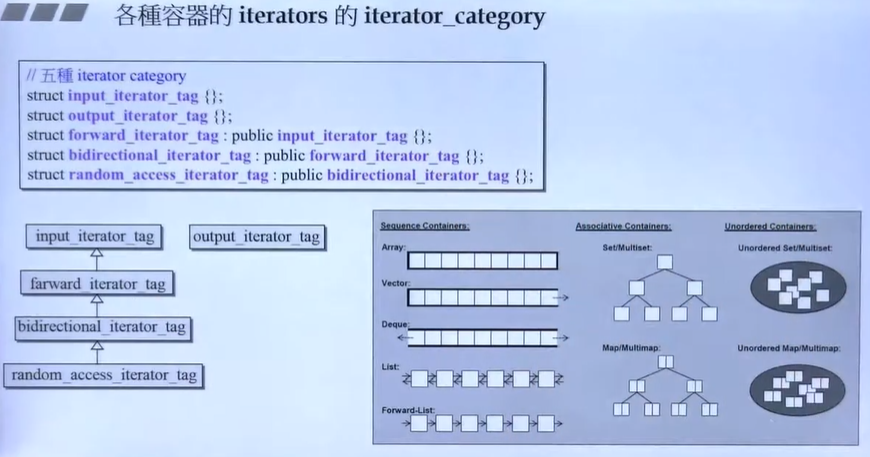 各種容器的 iterators 的 iterator_category
// 五種 iterator category
struct input_iterator_tag {};
struct output_iterator_tag {};
struct forward_iterator_tag : public input_iterator_tag {};
struct bidirectional_iterator_tag : public forward_iterator_tag {};
struct random_access_iterator_tag : public bidirectional_iterator_tag {};
input_iterator_tag
output_iterator_tag
farward_iterator_tag
bidirectional_iterator_tag
random_access_iterator_tag
Sequence Containers:
Array:
Vector:
Deque:
List:
Forward-List:
Associative Containers:
Set/Multiset:
Map/Multimap:
Unordered Containers:
Unordered Set/Multiset:
Unordered Map/Multimap: